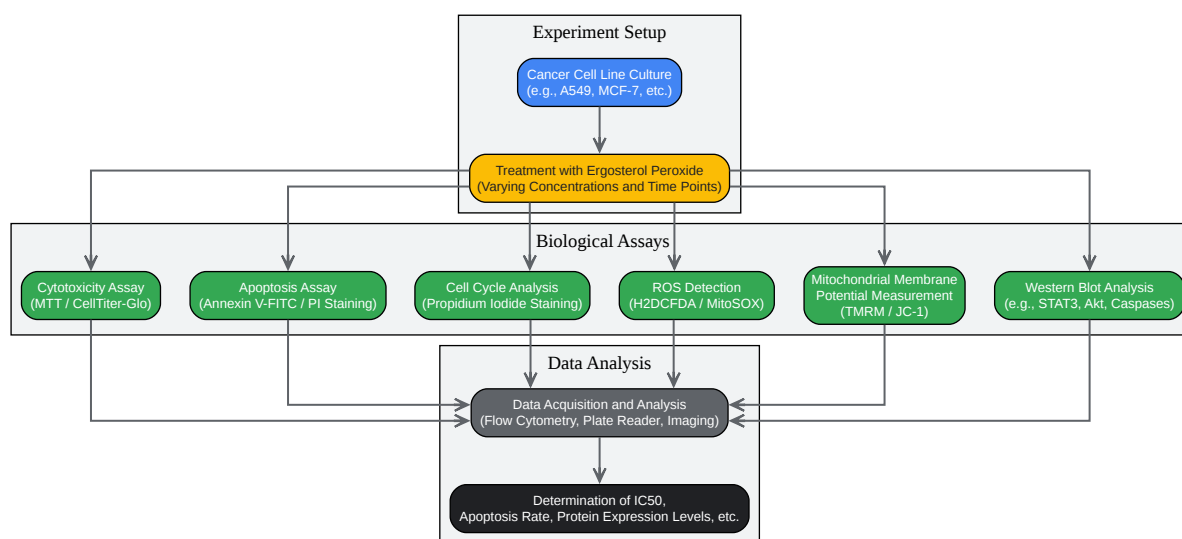 Experiment Setup
Cancer Cell Line Culture
(e.g., A549, MCF-7, etc.)
Treatment with Ergosterol Peroxide
(Varying Concentrations and Time Points)
Biological Assays
Cytotoxicity Assay
(MTT / CellTiter-Glo)
Apoptosis Assay
(Annexin V-FITC / PI Staining)
Cell Cycle Analysis
(Propidium Iodide Staining)
ROS Detection
(H2DCFDA / MitoSOX)
Mitochondrial Membrane
Potential Measurement
(TMRM / JC-1)
Western Blot Analysis
(e.g., STAT3, Akt, Caspases)
Data Analysis
Data Acquisition and Analysis
(Flow Cytometry, Plate Reader, Imaging)
Determination of IC50,
Apoptosis Rate, Protein Expression Levels, etc.